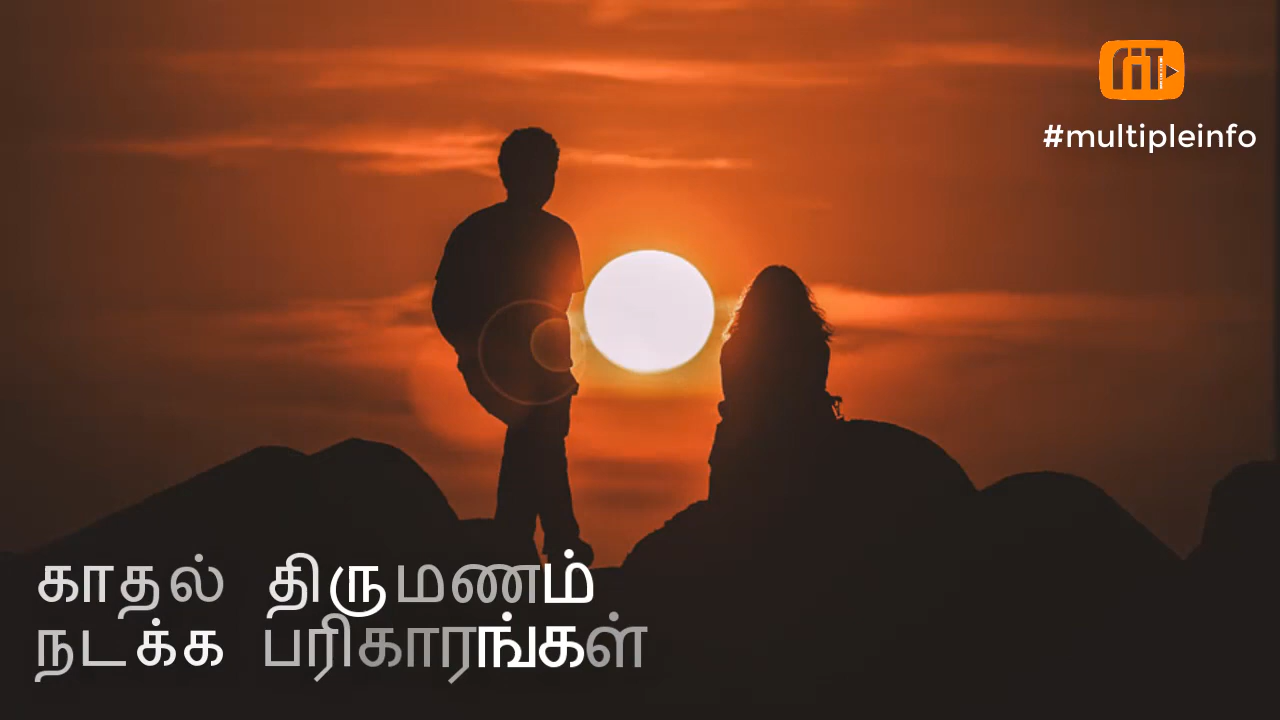 #multipleinfo
காதல் திருமணம்
நடக்க பரிகாரங்கள்